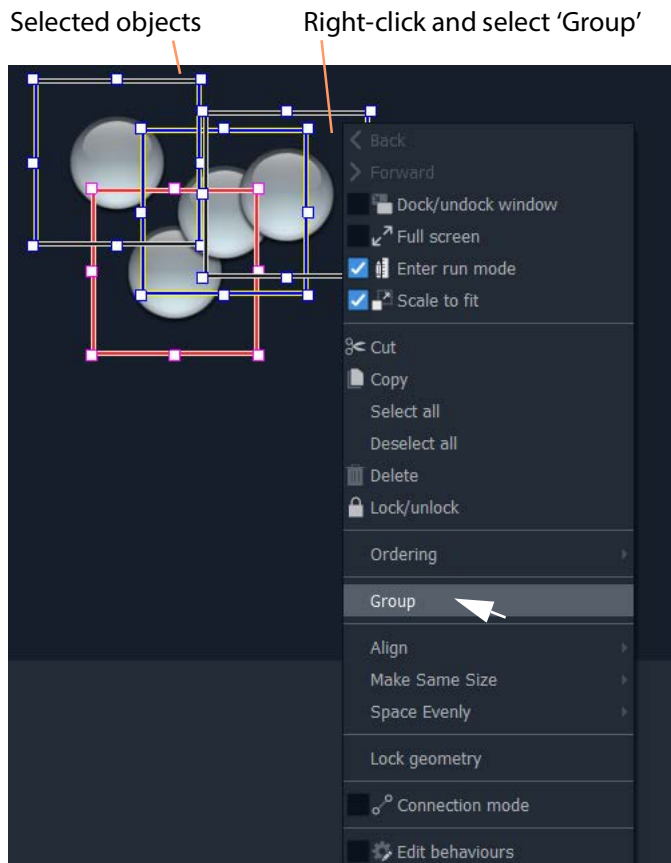 Selected objects
Right-click and select ‘Group’
Back
Forward
Dock/undock window
Full screen
Enter run mode
Scale to fit
Cut
Copy
Select all
Deselect all
Delete
Lock/unlock
Ordering
Group
Align
Make Same Size
Space Evenly
Lock geometry
Connection mode
Edit behaviours